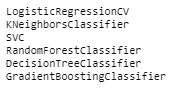 LogisticRegressionCV
KNeighborsClassifier
SVC
RandomForestClassifier
DecisionTreeClassifier
GradientBoostingClassifier